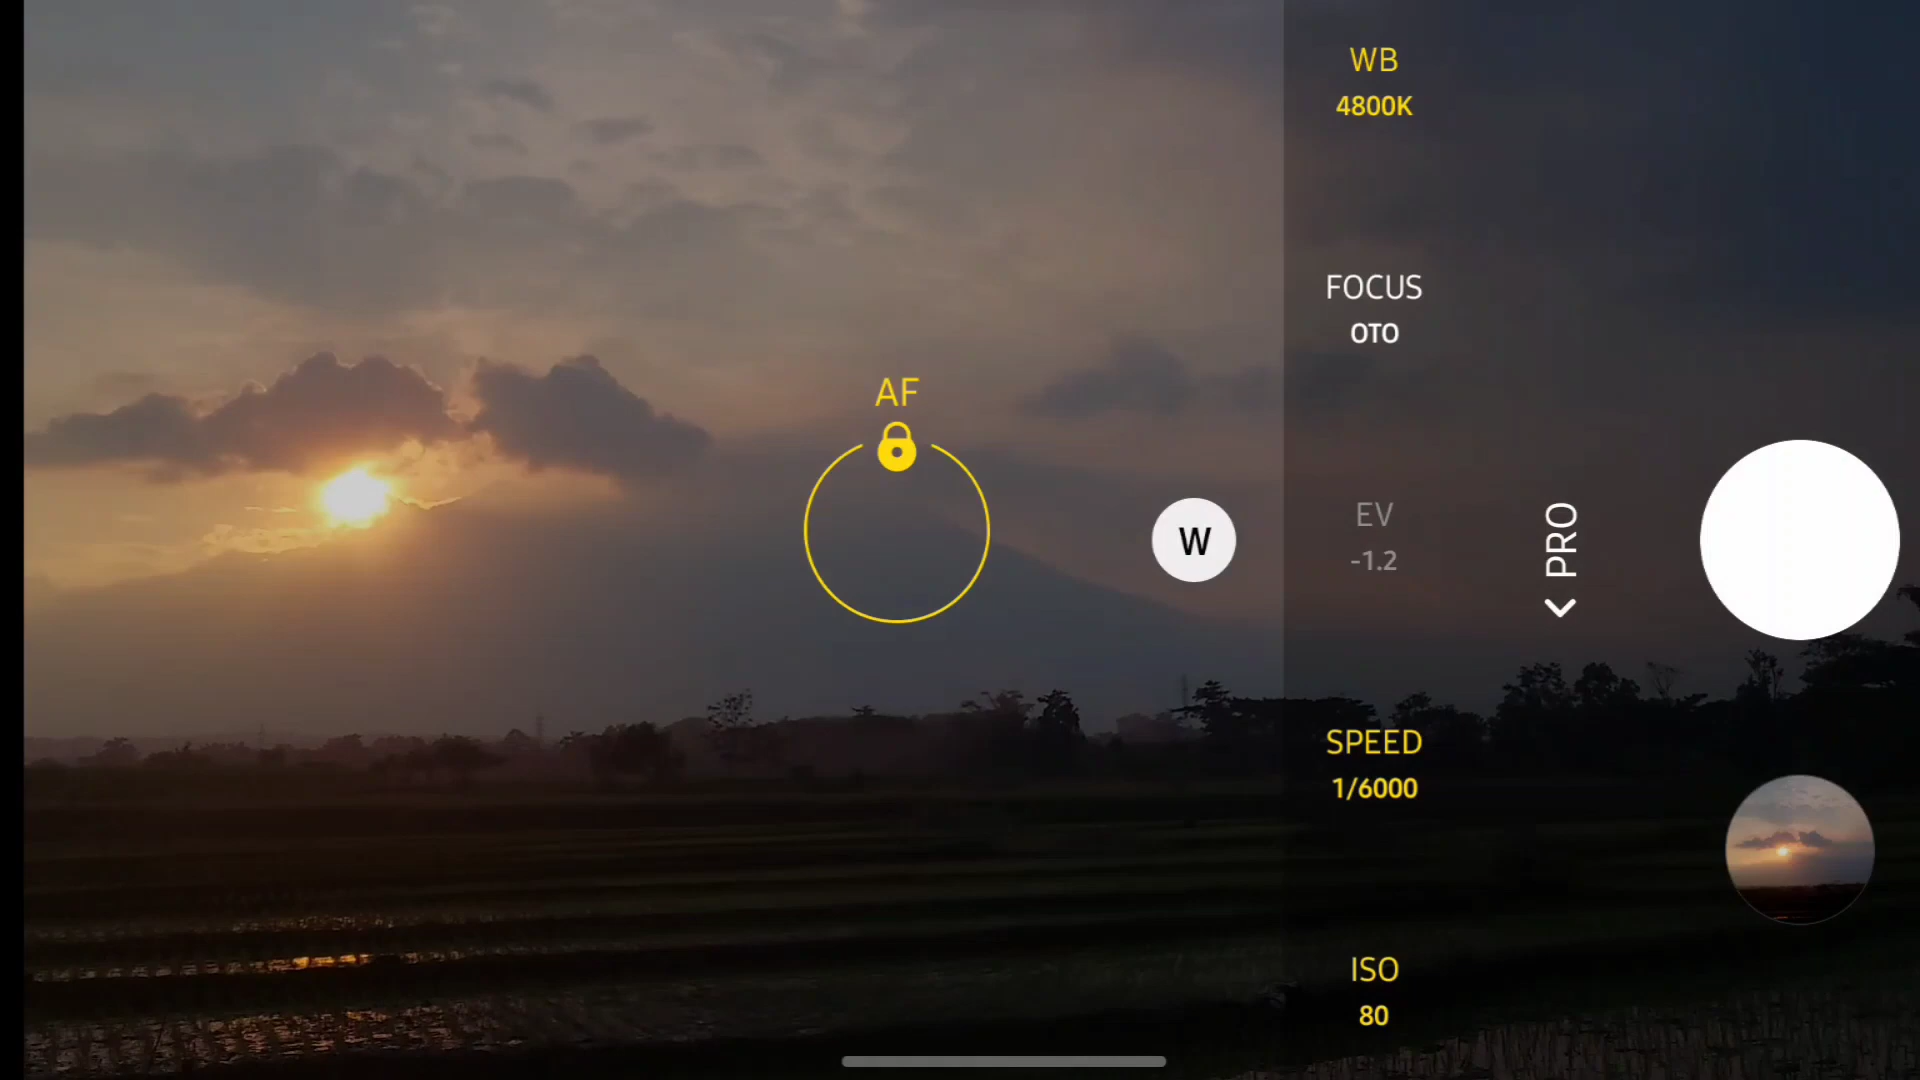 WB
4800K
FOCUS
OTO
AF
W
EV
-1.2
PRO
SPEED
1/6000
ISO
80